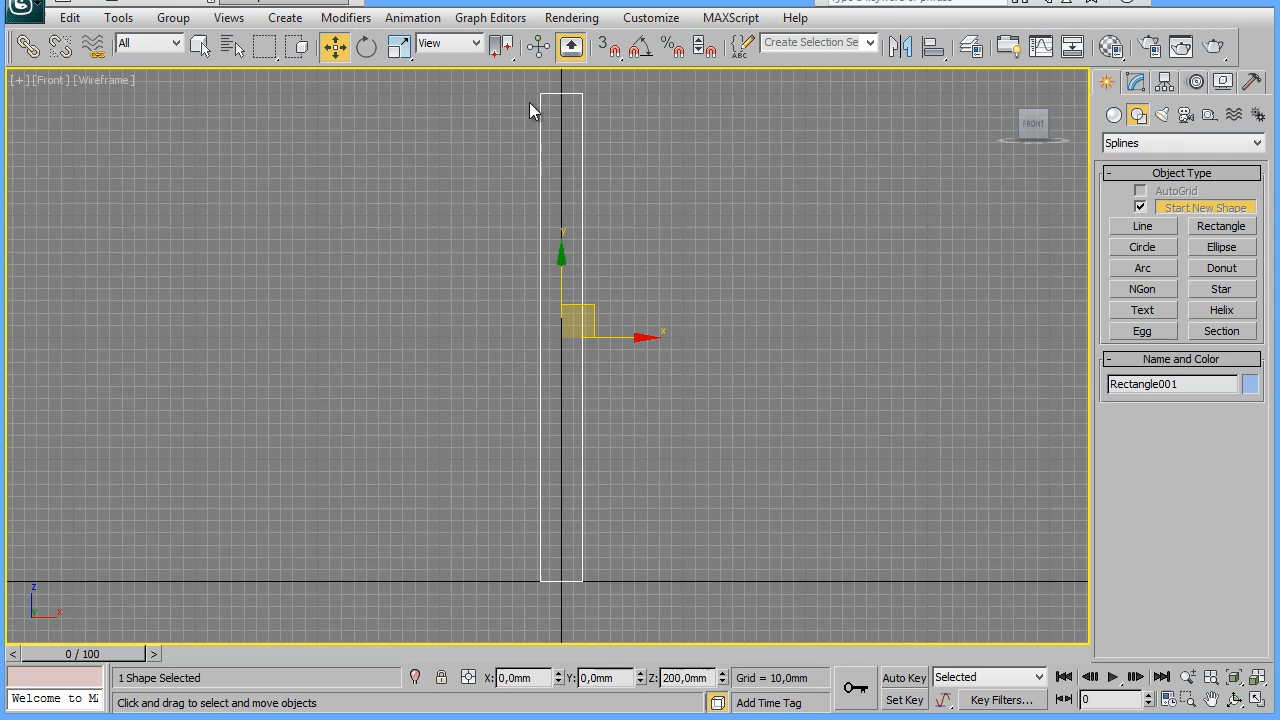 Edit Tools Group Views Create Modifiers Animation Graph Editors Rendering Customize MAXScript Help
All View 3 % ABC Create Selection Se
[+] [Front] [Wireframe]
FRONT
y
x
z
x
Splines
- Object Type
AutoGrid
Start New Shape
Line Rectangle
Circle Ellipse
Arc Donut
NGon Star
Text Helix
Egg Section
- Name and Color
Rectangle001
< 0 / 100 >
1 Shape Selected X: 0,0mm Y: 0,0mm Z: 200,0mm Grid = 10,0mm Auto Key Selected
Welcome to M Click and drag to select and move objects Add Time Tag Set Key Key Filters... 0